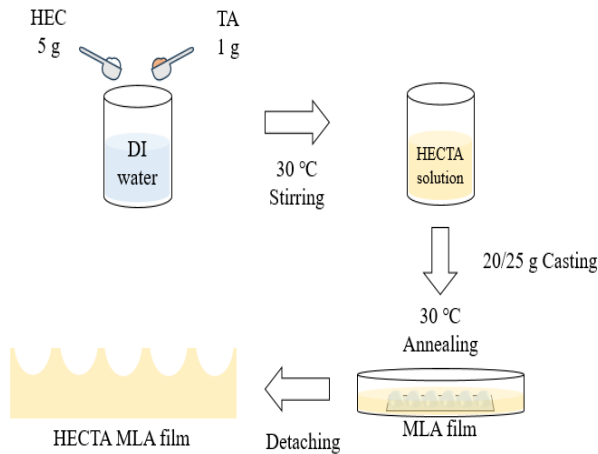 HEC
5 g
TA
1 g
DI
water
30 ℃
Stirring
HECTA
solution
20/25 g Casting
30 ℃
Annealing
MLA film
Detaching
HECTA MLA film